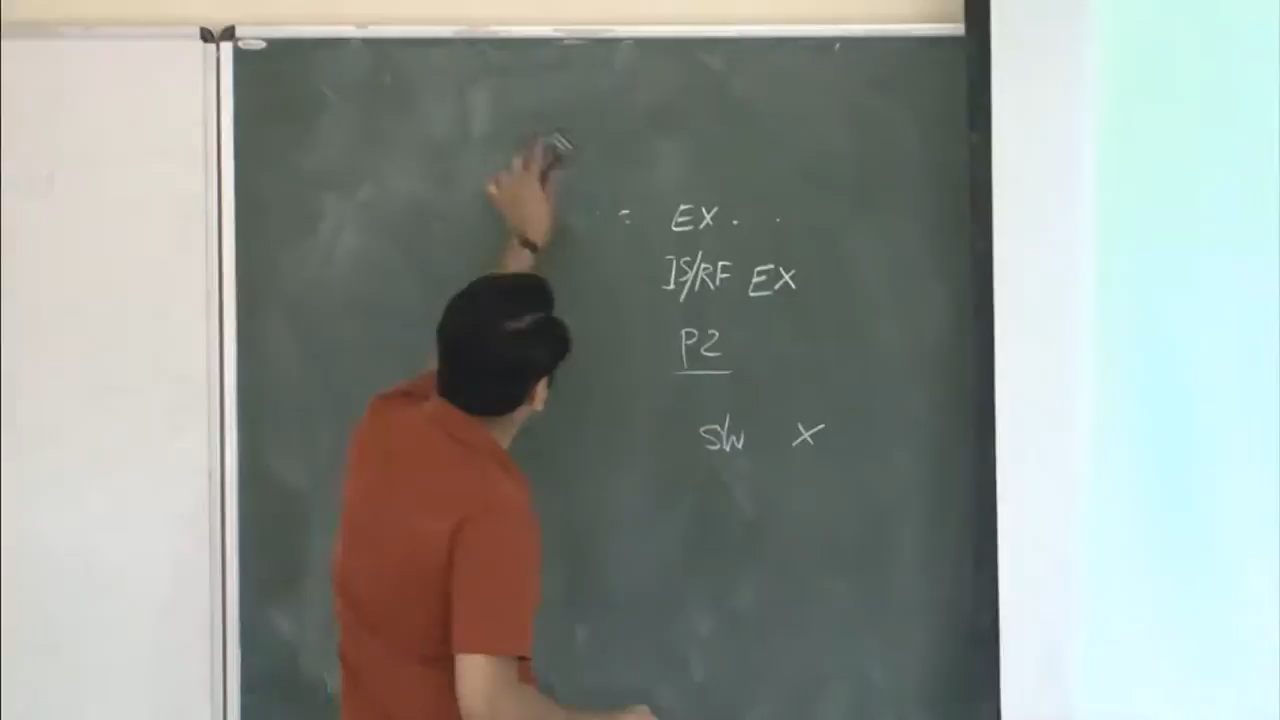 = EX . .
IS/RF EX
P2
SW X